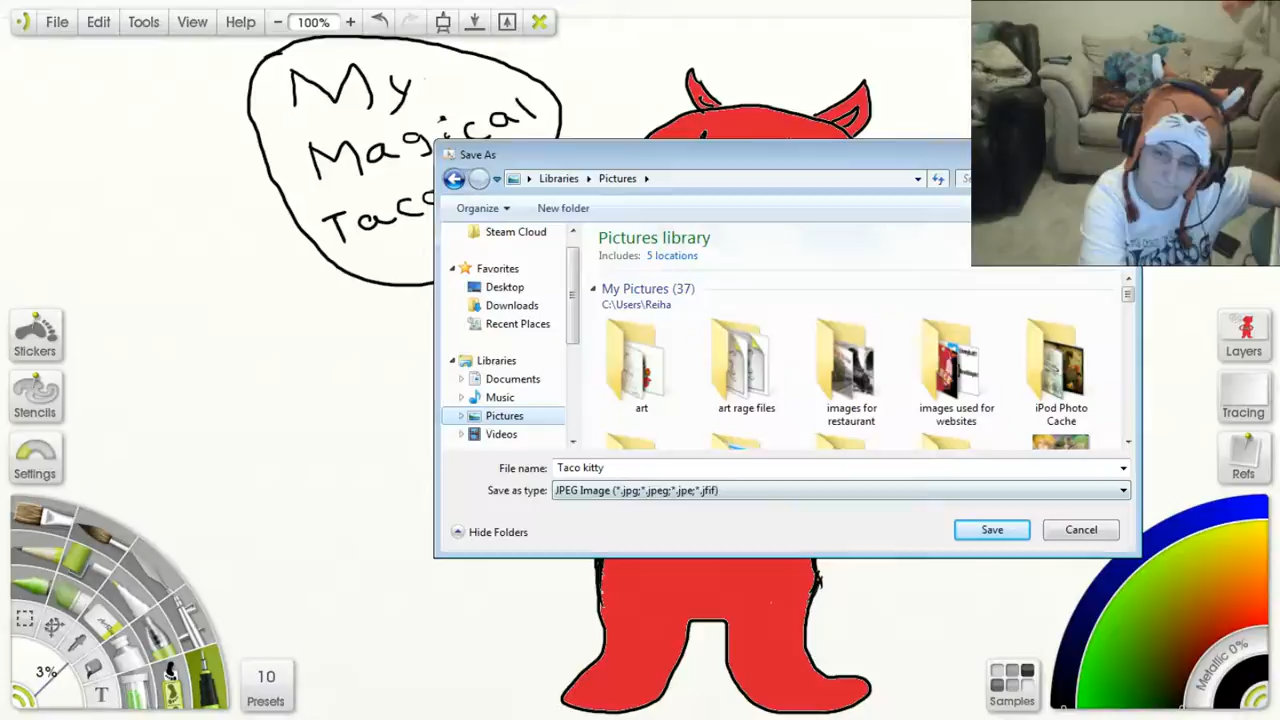 File Edit Tools View Help 100%
My
Magical
Taco
Save As
Libraries Pictures
Organize New folder
Steam Cloud
Favorites
Desktop
Downloads
Recent Places
Libraries
Documents
Music
Pictures
Videos
Pictures library
Includes: 5 locations
My Pictures (37)
C:\Users\Reiha
art
art rage files
images for
restaurant
images used for
websites
iPod Photo
Cache
File name: Taco kitty
Save as type: JPEG Image (*.jpg;*.jpeg;*.jpe;*.jfif)
Hide Folders
Save Cancel
Stickers
Stencils
Settings
Layers
Tracing
Refs
3%
T
10
Presets
Samples
Metallic 0%